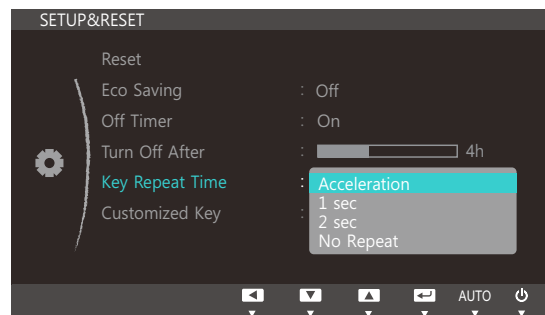 SETUP&RESET
Reset
Eco Saving : Off
Off Timer : On
Turn Off After : 4h
Key Repeat Time : Acceleration
1 sec
2 sec
No Repeat
Customized Key :
AUTO